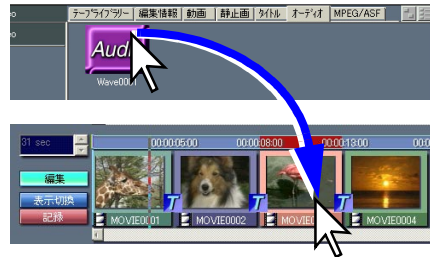 テープライブラリー 編集情報 動画 静止画 タイトル オーディオ MPEG/ASF
Audi
Wave0001
31 sec
00:00:05:00 00:00:08:00 00:00:13:00
編集
表示切換
記録
T T T
MOVIE0001 MOVIE0002 MOVIE MOVIE0004